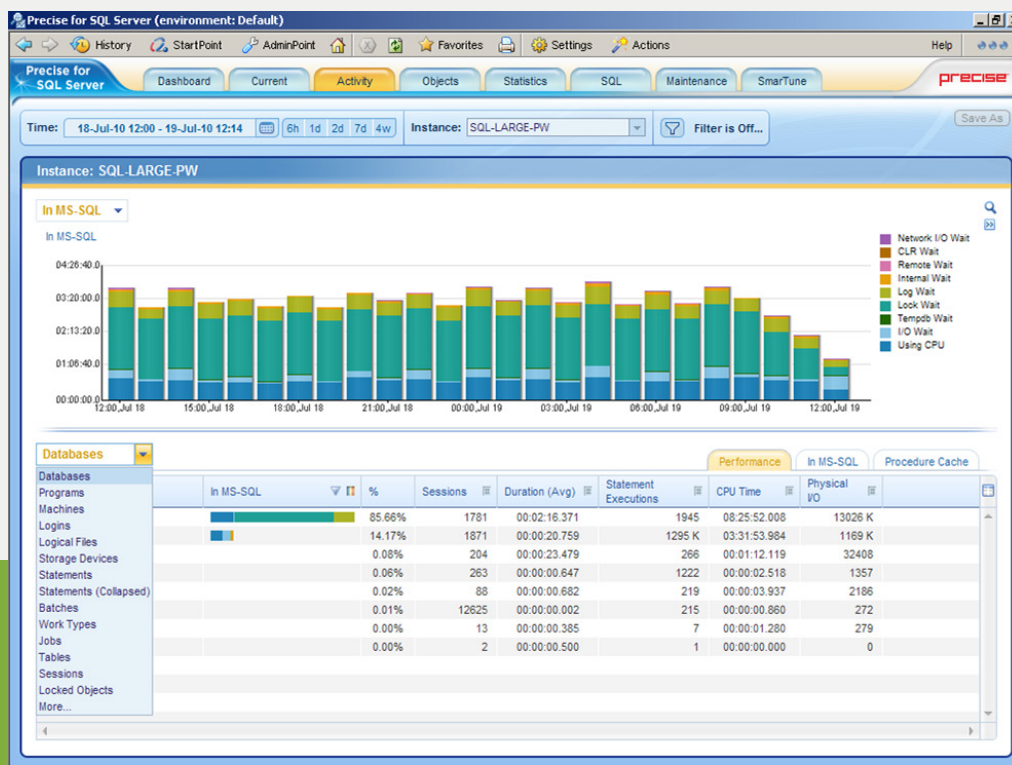 Precise for SQL Server (environment: Default)
History StartPoint AdminPoint Favorites Settings Actions Help
Precise for
SQL Server
Dashboard Current Activity Objects Statistics SQL Maintenance SmarTune
precise
Time: 18-Jul-10 12:00 - 19-Jul-10 12:14 6h 1d 2d 7d 4w Instance: SQL-LARGE-PW Filter is Off... Save As
Instance: SQL-LARGE-PW
In MS-SQL
In MS-SQL
04:26:40.0
03:20:00.0
02:13:20.0
01:06:40.0
00:00:00.0
12:00,Jul 18 15:00,Jul 18 18:00,Jul 18 21:00,Jul 18 00:00,Jul 19 03:00,Jul 19 06:00,Jul 19 09:00,Jul 19 12:00,Jul 19
Network I/O Wait
CLR Wait
Remote Wait
Internal Wait
Log Wait
Lock Wait
Tempdb Wait
I/O Wait
Using CPU
Databases
Performance In MS-SQL Procedure Cache
Databases
Programs
Machines
Logins
Logical Files
Storage Devices
Statements
Statements (Collapsed)
Batches
Work Types
Jobs
Tables
Sessions
Locked Objects
More...
In MS-SQL % Sessions Duration (Avg) Statement Executions CPU Time Physical I/O
85.66% 1781 00:02:16.371 1945 08:25:52.008 13026 K
14.17% 1871 00:00:20.759 1295 K 03:31:53.984 1169 K
0.08% 204 00:00:23.479 266 00:01:12.119 32408
0.06% 263 00:00:00.647 1222 00:00:02.518 1357
0.02% 88 00:00:00.682 219 00:00:03.937 2186
0.01% 12625 00:00:00.002 215 00:00:00.860 272
0.00% 13 00:00:00.385 7 00:00:01.280 279
0.00% 2 00:00:00.500 1 00:00:00.000 0